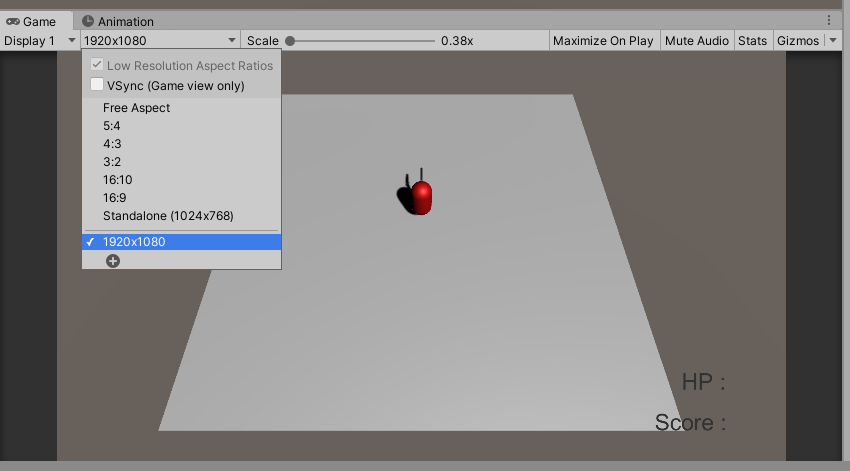 Game Animation
Display 1 1920x1080 Scale 0.38x Maximize On Play Mute Audio Stats Gizmos
Low Resolution Aspect Ratios
VSync (Game view only)
Free Aspect
5:4
4:3
3:2
16:10
16:9
Standalone (1024x768)
1920x1080
HP :
Score :